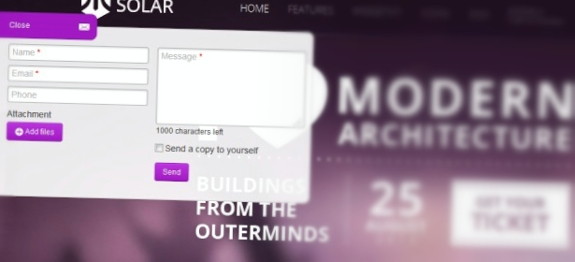 SOLAR
HOME FEATURES
Close
Name *
Email *
Phone
Attachment
Add files
Message *
1000 characters left
Send a copy to yourself
Send
MODERN
ARCHITECTURE
BUILDINGS
FROM THE
OUTERMINDS
25
AUGUST
GET YOUR
TICKET